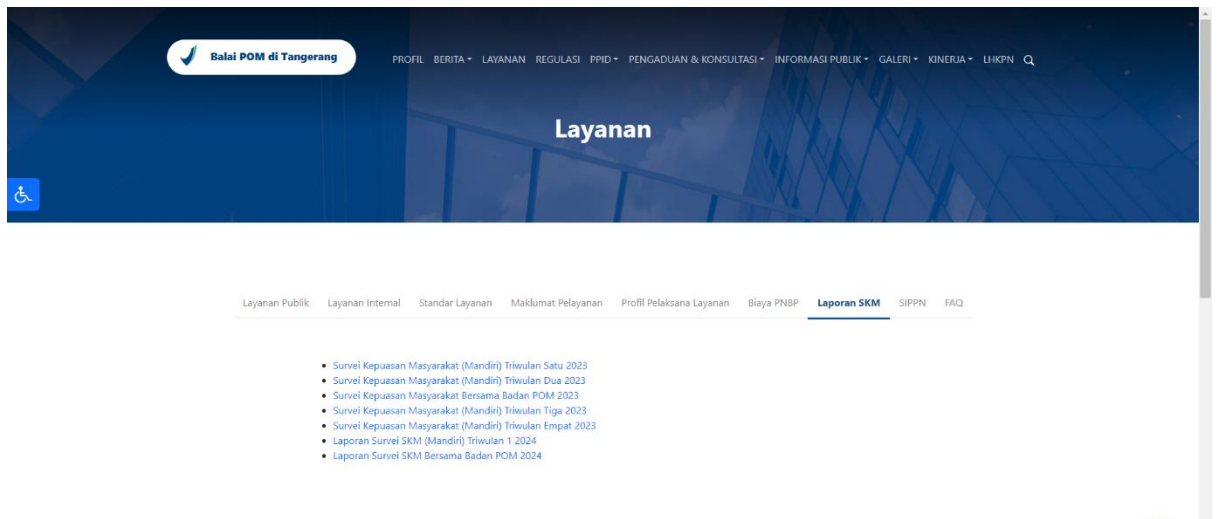 Balai POM di Tangerang
PROFIL BERITA LAYANAN REGULASI PPID PENGADUAN & KONSULTASI INFORMASI PUBLIK GALERI KINERJA LHKPN
Layanan
Layanan Publik Layanan Internal Standar Layanan Maklumat Pelayanan Profil Pelaksana Layanan Biaya PNBP Laporan SKM SIPPN FAQ
Survei Kepuasan Masyarakat (Mandiri) Triwulan Satu 2023
Survei Kepuasan Masyarakat (Mandiri) Triwulan Dua 2023
Survei Kepuasan Masyarakat Bersama Badan POM 2023
Survei Kepuasan Masyarakat (Mandiri) Triwulan Tiga 2023
Survei Kepuasan Masyarakat (Mandiri) Triwulan Empat 2023
Laporan Survei SKM (Mandiri) Triwulan 1 2024
Laporan Survei SKM Bersama Badan POM 2024